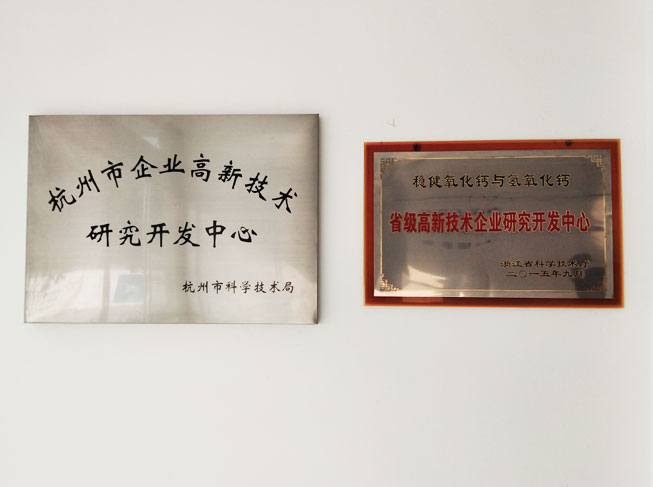 杭州市企业高新技术
研究开发中心
杭州市科学技术局
稳健氧化钙与氢氧化钙
省级高新技术企业研究开发中心
浙江省科学技术厅
二〇一五年九月